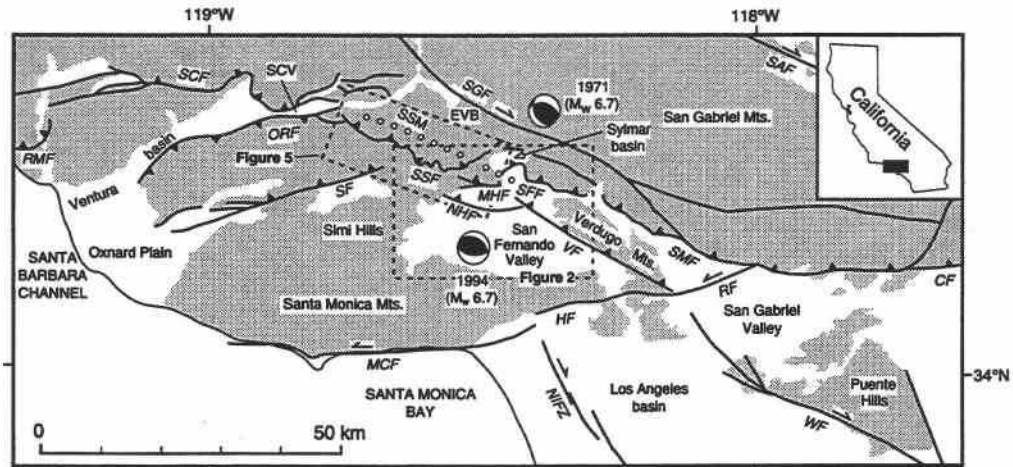 119°W
118°W
SCF
SCV
SGF
1971
(Mw 6.7)
SAF
California
EVB
SSM
San Gabriel Mts.
Sylmar
basin
ORF
basin
RMF
Figure 5
Ventura
SSF
SF
MHF
SFF
NHF
Simi Hills
San
Fernando
Valley
VF
Verdugo
Mts.
SMF
Oxnard Plain
SANTA
BARBARA
CHANNEL
1994
(Mw 6.7)
Figure 2
CF
RF
Santa Monica Mts.
HF
San Gabriel
Valley
MCF
34°N
SANTA MONICA
BAY
NIFZ
Los Angeles
basin
Puente
Hills
WF
0
50 km